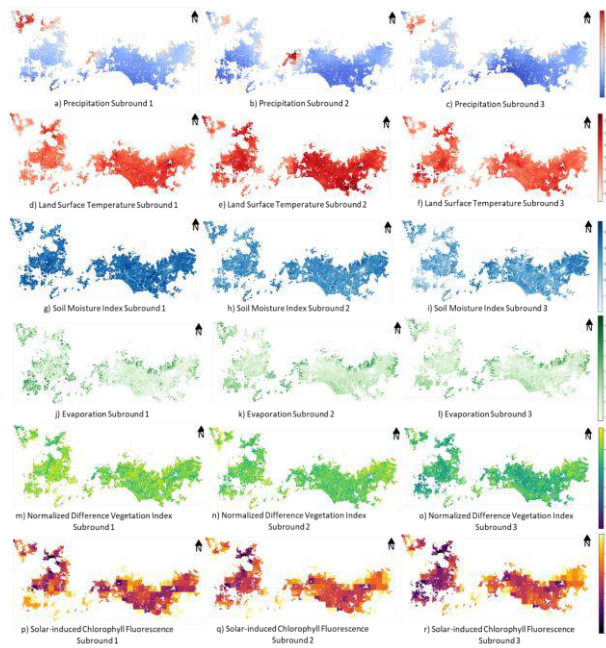 N N N
a) Precipitation Subround 1 b) Precipitation Subround 2 c) Precipitation Subround 3
N N N
d) Land Surface Temperature Subround 1 e) Land Surface Temperature Subround 2 f) Land Surface Temperature Subround 3
N N N
g) Soil Moisture Index Subround 1 h) Soil Moisture Index Subround 2 i) Soil Moisture Index Subround 3
N N N
j) Evaporation Subround 1 k) Evaporation Subround 2 l) Evaporation Subround 3
N N N
m) Normalized Difference Vegetation Index n) Normalized Difference Vegetation Index o) Normalized Difference Vegetation Index
Subround 1 Subround 2 Subround 3
N N N
p) Solar-induced Chlorophyll Fluorescence q) Solar-induced Chlorophyll Fluorescence r) Solar-induced Chlorophyll Fluorescence
Subround 1 Subround 2 Subround 3